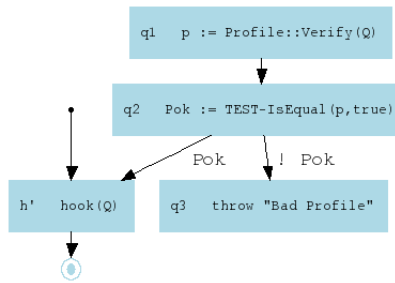 q1 p := Profile::Verify(Q)
q2 Pok := TEST-IsEqual(p,true)
Pok ! Pok
h' hook(Q) q3 throw "Bad Profile"